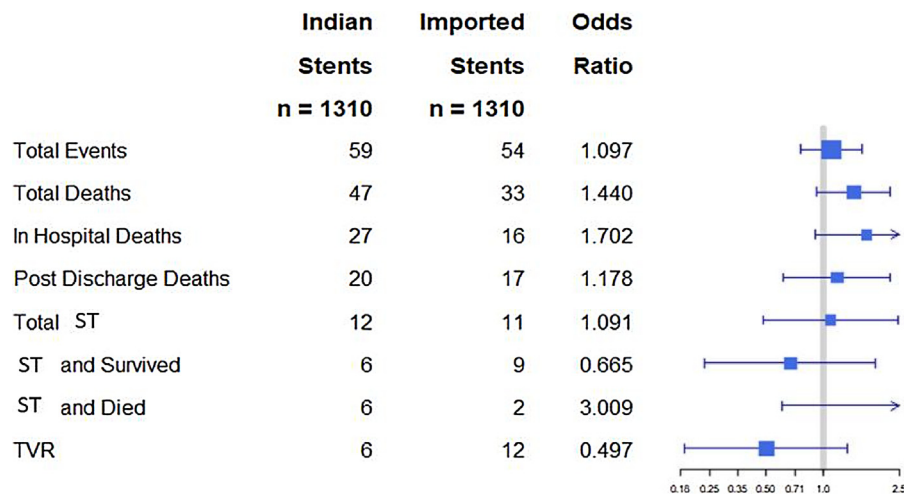 Indian Imported Odds
Stents Stents Ratio
n = 1310 n = 1310
Total Events 59 54 1.097
Total Deaths 47 33 1.440
In Hospital Deaths 27 16 1.702
Post Discharge Deaths 20 17 1.178
Total ST 12 11 1.091
ST and Survived 6 9 0.665
ST and Died 6 2 3.009
TVR 6 12 0.497
0.16 0.25 0.35 0.50 0.71 1.0 2.5